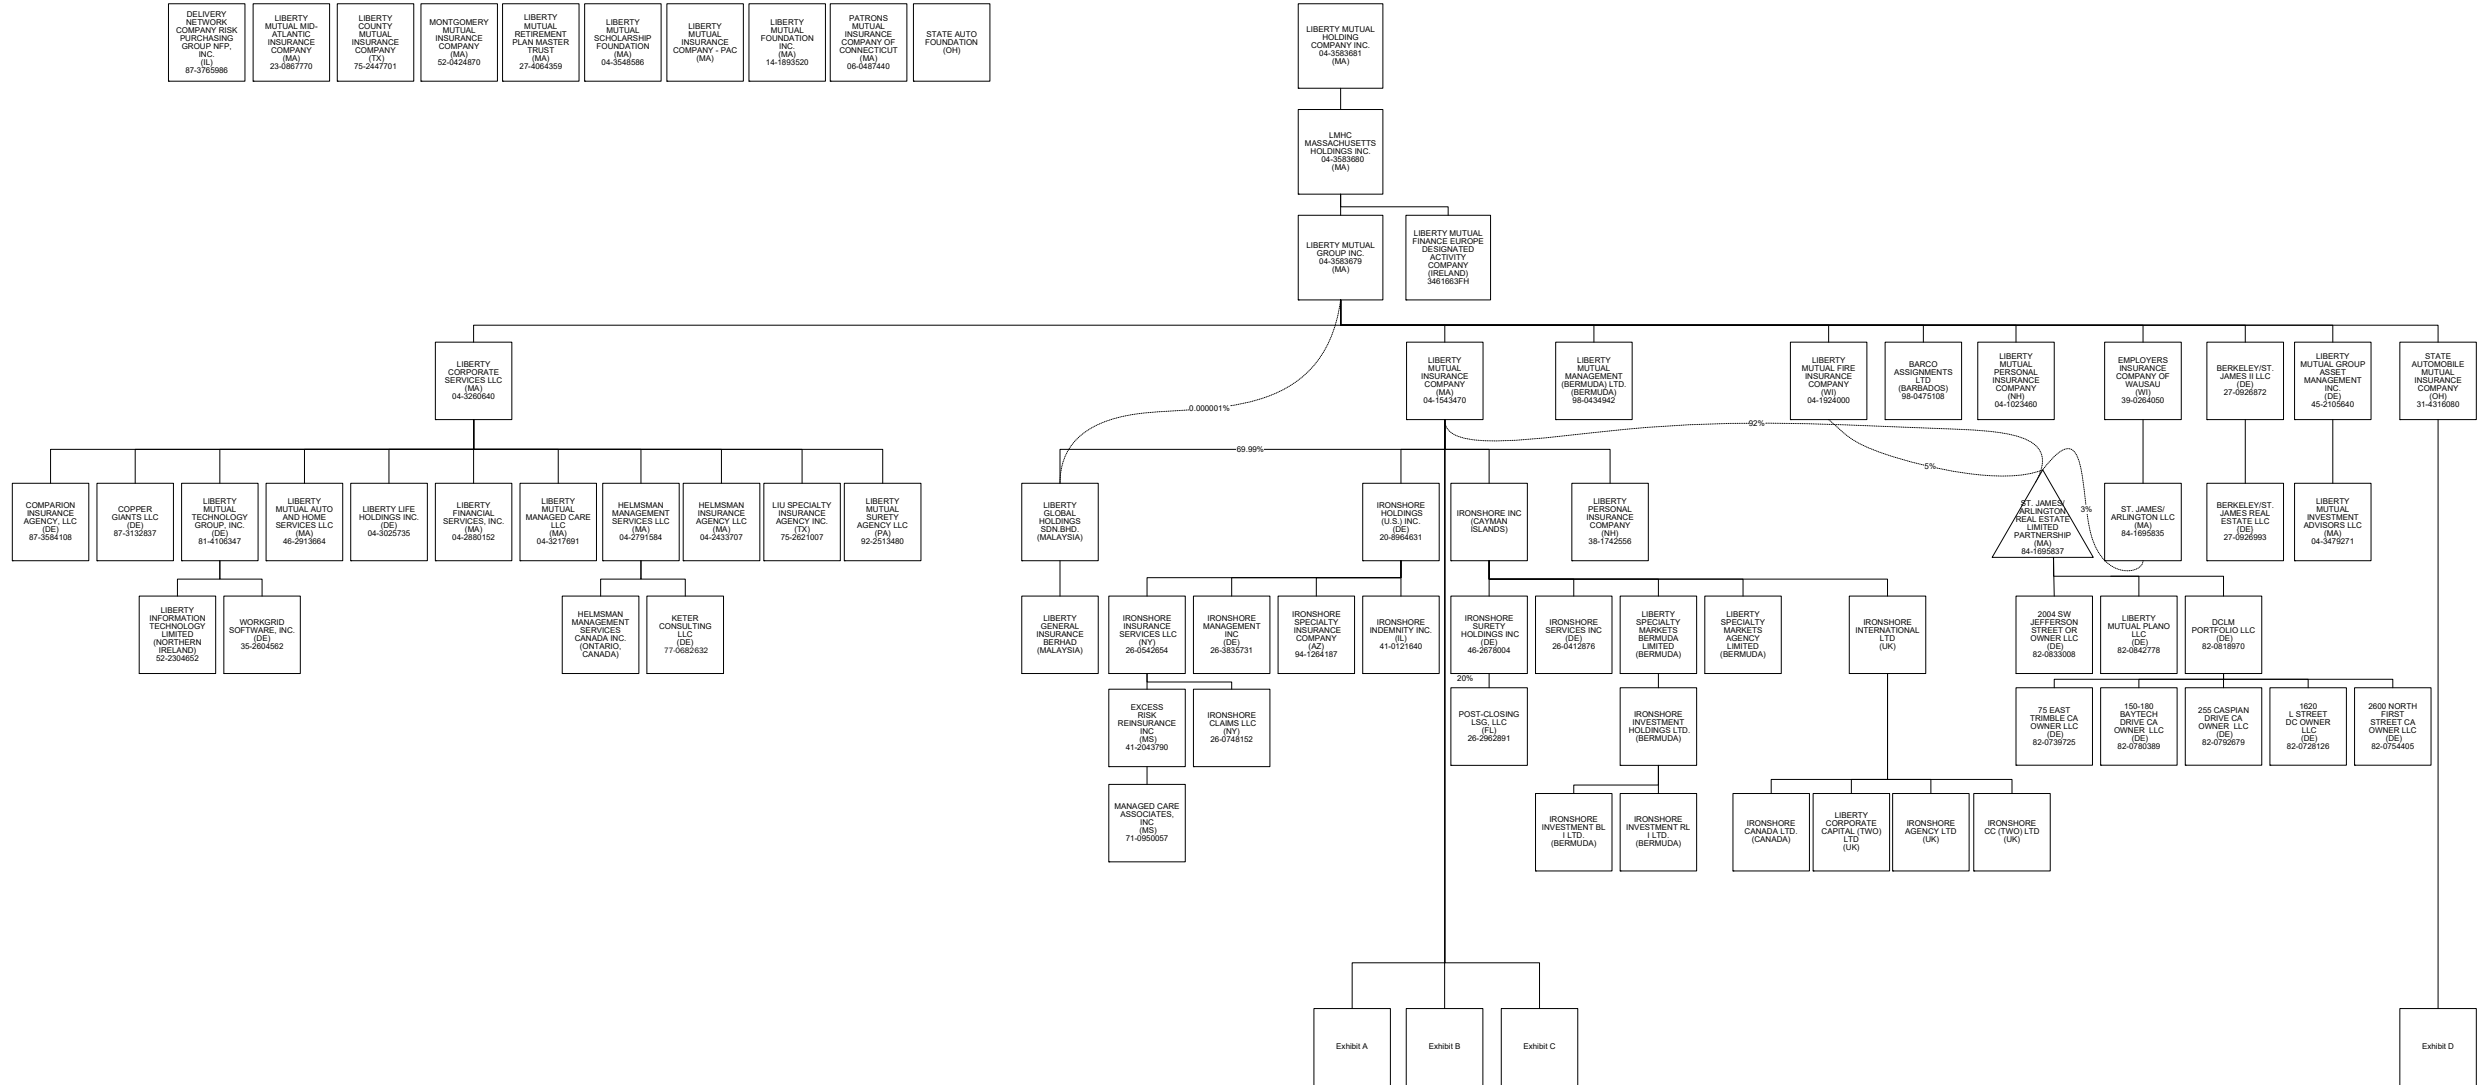 DELIVERY
NETWORK
COMPANY RISK
PURCHASING
GROUP NFP,
INC.
(IL)
87-3765986
LIBERTY
MUTUAL MID-
ATLANTIC
INSURANCE
COMPANY
(MA)
23-0867770
LIBERTY
COUNTY
MUTUAL
INSURANCE
COMPANY
(TX)
75-2447701
MONTGOMERY
MUTUAL
INSURANCE
COMPANY
(MA)
52-0424870
LIBERTY
MUTUAL
RETIREMENT
PLAN MASTER
TRUST
(MA)
27-4064359
LIBERTY
MUTUAL
SCHOLARSHIP
FOUNDATION
(MA)
04-3548586
LIBERTY
MUTUAL
INSURANCE
COMPANY - PAC
(MA)
LIBERTY
MUTUAL
FOUNDATION
INC.
(MA)
14-1893520
PATRONS
MUTUAL
INSURANCE
COMPANY OF
CONNECTICUT
(MA)
06-0487440
STATE AUTO
FOUNDATION
(OH)
LIBERTY MUTUAL
HOLDING
COMPANY INC.
04-3583681
(MA)
LMHC
MASSACHUSETTS
HOLDINGS INC.
04-3583680
(MA)
LIBERTY MUTUAL
GROUP INC.
04-3583679
(MA)
LIBERTY MUTUAL
FINANCE EUROPE
DESIGNATED
ACTIVITY
COMPANY
(IRELAND)
3461663FH
LIBERTY
CORPORATE
SERVICES LLC
(MA)
04-3260640
LIBERTY
MUTUAL
INSURANCE
COMPANY
(MA)
04-1543470
LIBERTY
MUTUAL
MANAGEMENT
(BERMUDA) LTD.
(BERMUDA)
98-0434942
LIBERTY
MUTUAL FIRE
INSURANCE
COMPANY
(WI)
04-1924000
BARCO
ASSIGNMENTS
LTD
(BARBADOS)
98-0475108
LIBERTY
MUTUAL
PERSONAL
INSURANCE
COMPANY
(NH)
04-1023460
EMPLOYERS
INSURANCE
COMPANY OF
WAUSAU
(WI)
39-0264050
BERKELEY/ST.
JAMES II LLC
(DE)
27-0926872
LIBERTY
MUTUAL GROUP
ASSET
MANAGEMENT
INC.
(DE)
45-2105640
STATE
AUTOMOBILE
MUTUAL
INSURANCE
COMPANY
(OH)
31-4316080
0.000001%
69.99%
92%
5%
3%
COMPARION
INSURANCE
AGENCY, LLC
(DE)
87-3584108
COPPER
GIANTS LLC
(DE)
87-3132837
LIBERTY
MUTUAL
TECHNOLOGY
GROUP, INC.
(DE)
81-4106347
LIBERTY
MUTUAL AUTO
AND HOME
SERVICES LLC
(MA)
46-2913664
LIBERTY LIFE
HOLDINGS INC.
(DE)
04-3025735
LIBERTY
FINANCIAL
SERVICES, INC.
(MA)
04-2880152
LIBERTY
MUTUAL
MANAGED CARE
LLC
(MA)
04-3217691
HELMSMAN
MANAGEMENT
SERVICES LLC
(MA)
04-2791584
HELMSMAN
INSURANCE
AGENCY LLC
(MA)
04-2433707
LIU SPECIALTY
INSURANCE
AGENCY INC.
(TX)
75-2621007
LIBERTY
MUTUAL
SURETY
AGENCY LLC
(PA)
92-2513480
LIBERTY
GLOBAL
HOLDINGS
SDN.BHD.
(MALAYSIA)
IRONSHORE
HOLDINGS
(U.S.) INC.
(DE)
20-8964631
IRONSHORE INC
(CAYMAN
ISLANDS)
LIBERTY
PERSONAL
INSURANCE
COMPANY
(NH)
38-1742556
ST. JAMES/
ARLINGTON
REAL ESTATE
LIMITED
PARTNERSHIP
(MA)
84-1695837
ST. JAMES/
ARLINGTON LLC
(MA)
84-1695835
BERKELEY/ST.
JAMES REAL
ESTATE LLC
(DE)
27-0926993
LIBERTY
MUTUAL
INVESTMENT
ADVISORS LLC
(MA)
04-3479271
LIBERTY
INFORMATION
TECHNOLOGY
LIMITED
(NORTHERN
IRELAND)
52-2304652
WORKGRID
SOFTWARE, INC.
(DE)
35-2604562
HELMSMAN
MANAGEMENT
SERVICES
CANADA INC.
(ONTARIO,
CANADA)
KETER
CONSULTING
LLC
(DE)
77-0682632
LIBERTY
GENERAL
INSURANCE
BERHAD
(MALAYSIA)
IRONSHORE
INSURANCE
SERVICES LLC
(NY)
26-0542654
IRONSHORE
MANAGEMENT
INC
(DE)
26-3835731
IRONSHORE
SPECIALTY
INSURANCE
COMPANY
(AZ)
94-1264187
IRONSHORE
INDEMNITY INC.
(IL)
41-0121640
IRONSHORE
SURETY
HOLDINGS INC
(DE)
46-2678004
IRONSHORE
SERVICES INC
(DE)
26-0412876
LIBERTY
SPECIALTY
MARKETS
BERMUDA
LIMITED
(BERMUDA)
LIBERTY
SPECIALTY
MARKETS
AGENCY
LIMITED
(BERMUDA)
IRONSHORE
INTERNATIONAL
LTD
(UK)
2004 SW
JEFFERSON
STREET OR
OWNER LLC
(DE)
82-0833008
LIBERTY
MUTUAL PLANO
LLC
(DE)
82-0842778
DCLM
PORTFOLIO LLC
(DE)
82-0818970
20%
EXCESS
RISK
REINSURANCE
INC
(MS)
41-2043790
IRONSHORE
CLAIMS LLC
(NY)
26-0748152
POST-CLOSING
LSG, LLC
(FL)
26-2962891
IRONSHORE
INVESTMENT
HOLDINGS LTD.
(BERMUDA)
75 EAST
TRIMBLE CA
OWNER LLC
(DE)
82-0739725
150-180
BAYTECH
DRIVE CA
OWNER LLC
(DE)
82-0780389
255 CASPIAN
DRIVE CA
OWNER LLC
(DE)
82-0792679
1620
L STREET
DC OWNER
LLC
(DE)
82-0728126
2600 NORTH
FIRST
STREET CA
OWNER LLC
(DE)
82-0754405
MANAGED CARE
ASSOCIATES,
INC
(MS)
71-0950057
IRONSHORE
INVESTMENT BL
I LTD.
(BERMUDA)
IRONSHORE
INVESTMENT RL
I LTD.
(BERMUDA)
IRONSHORE
CANADA LTD.
(CANADA)
LIBERTY
CORPORATE
CAPITAL (TWO)
LTD
(UK)
IRONSHORE
AGENCY LTD
(UK)
IRONSHORE
CC (TWO) LTD
(UK)
Exhibit A
Exhibit B
Exhibit C
Exhibit D